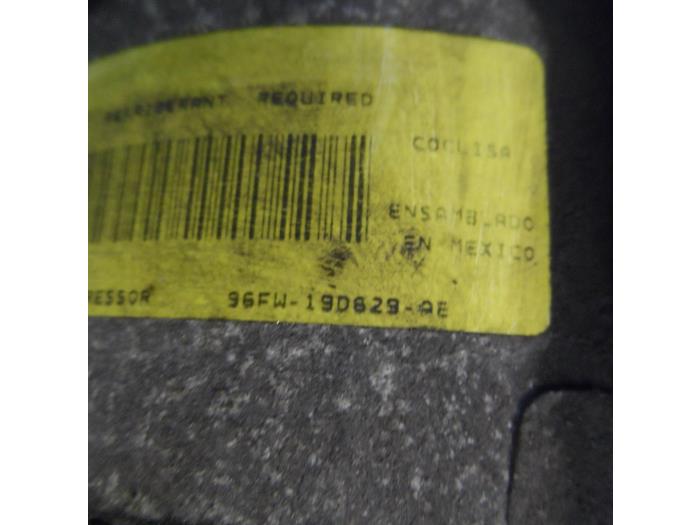 REFRIGERANT REQUIRED
COCLISA
ENSAMBLADO
EN MEXICO
RESSOR 96FW-19D629-AE